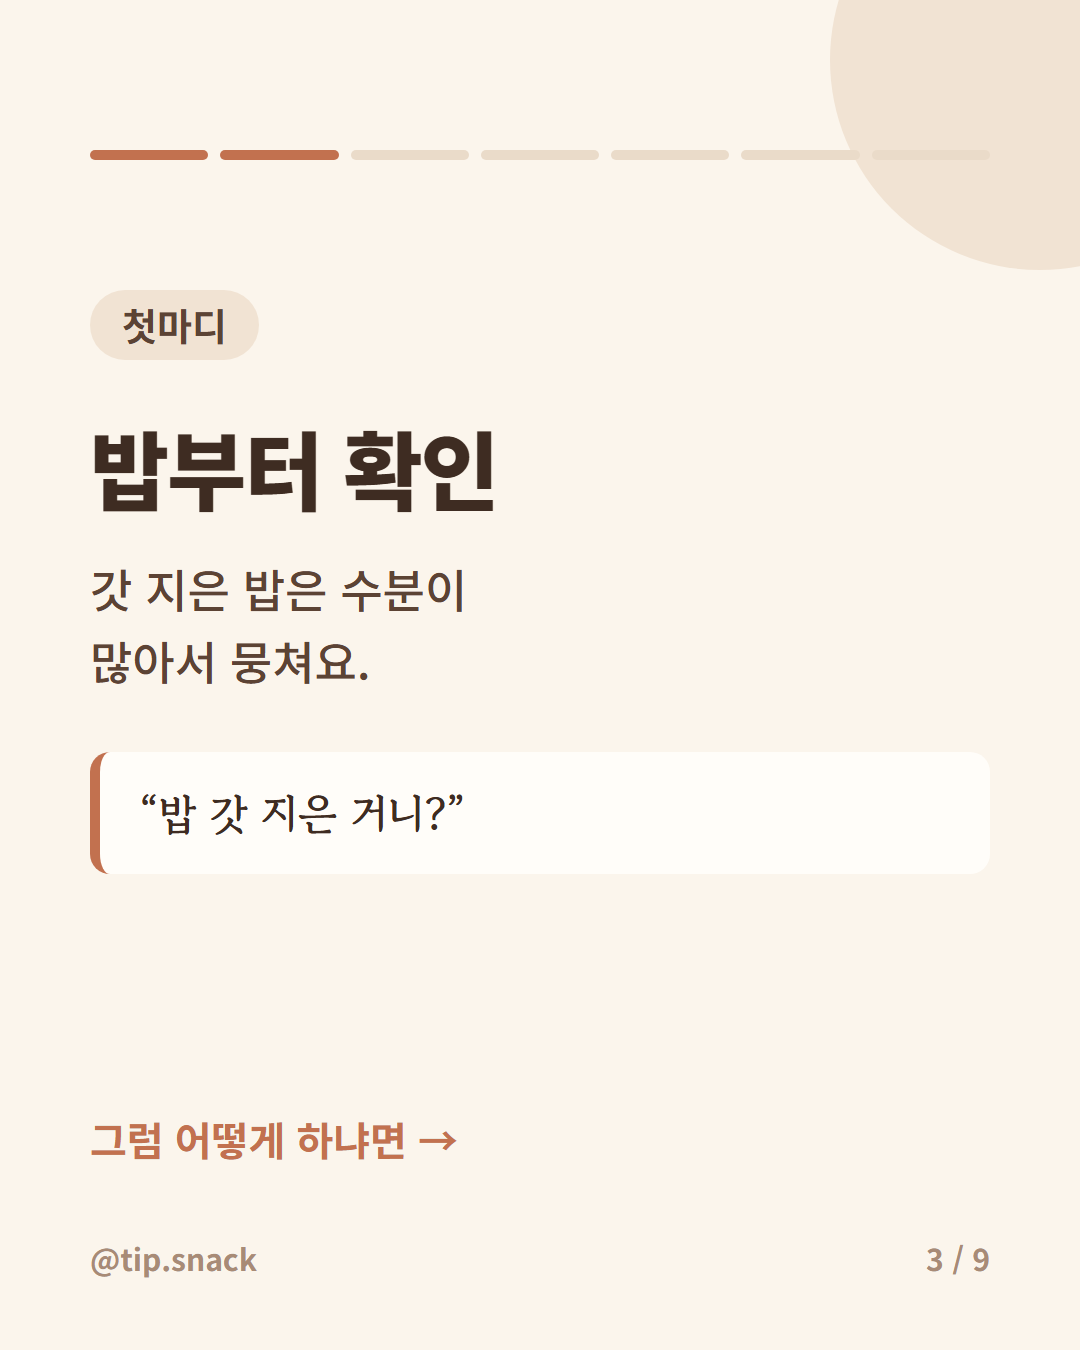 첫마디
밥부터 확인
갓 지은 밥은 수분이
많아서 뭉쳐요.
“밥 갓 지은 거니?”
그럼 어떻게 하냐면 →
@tip.snack
3 / 9